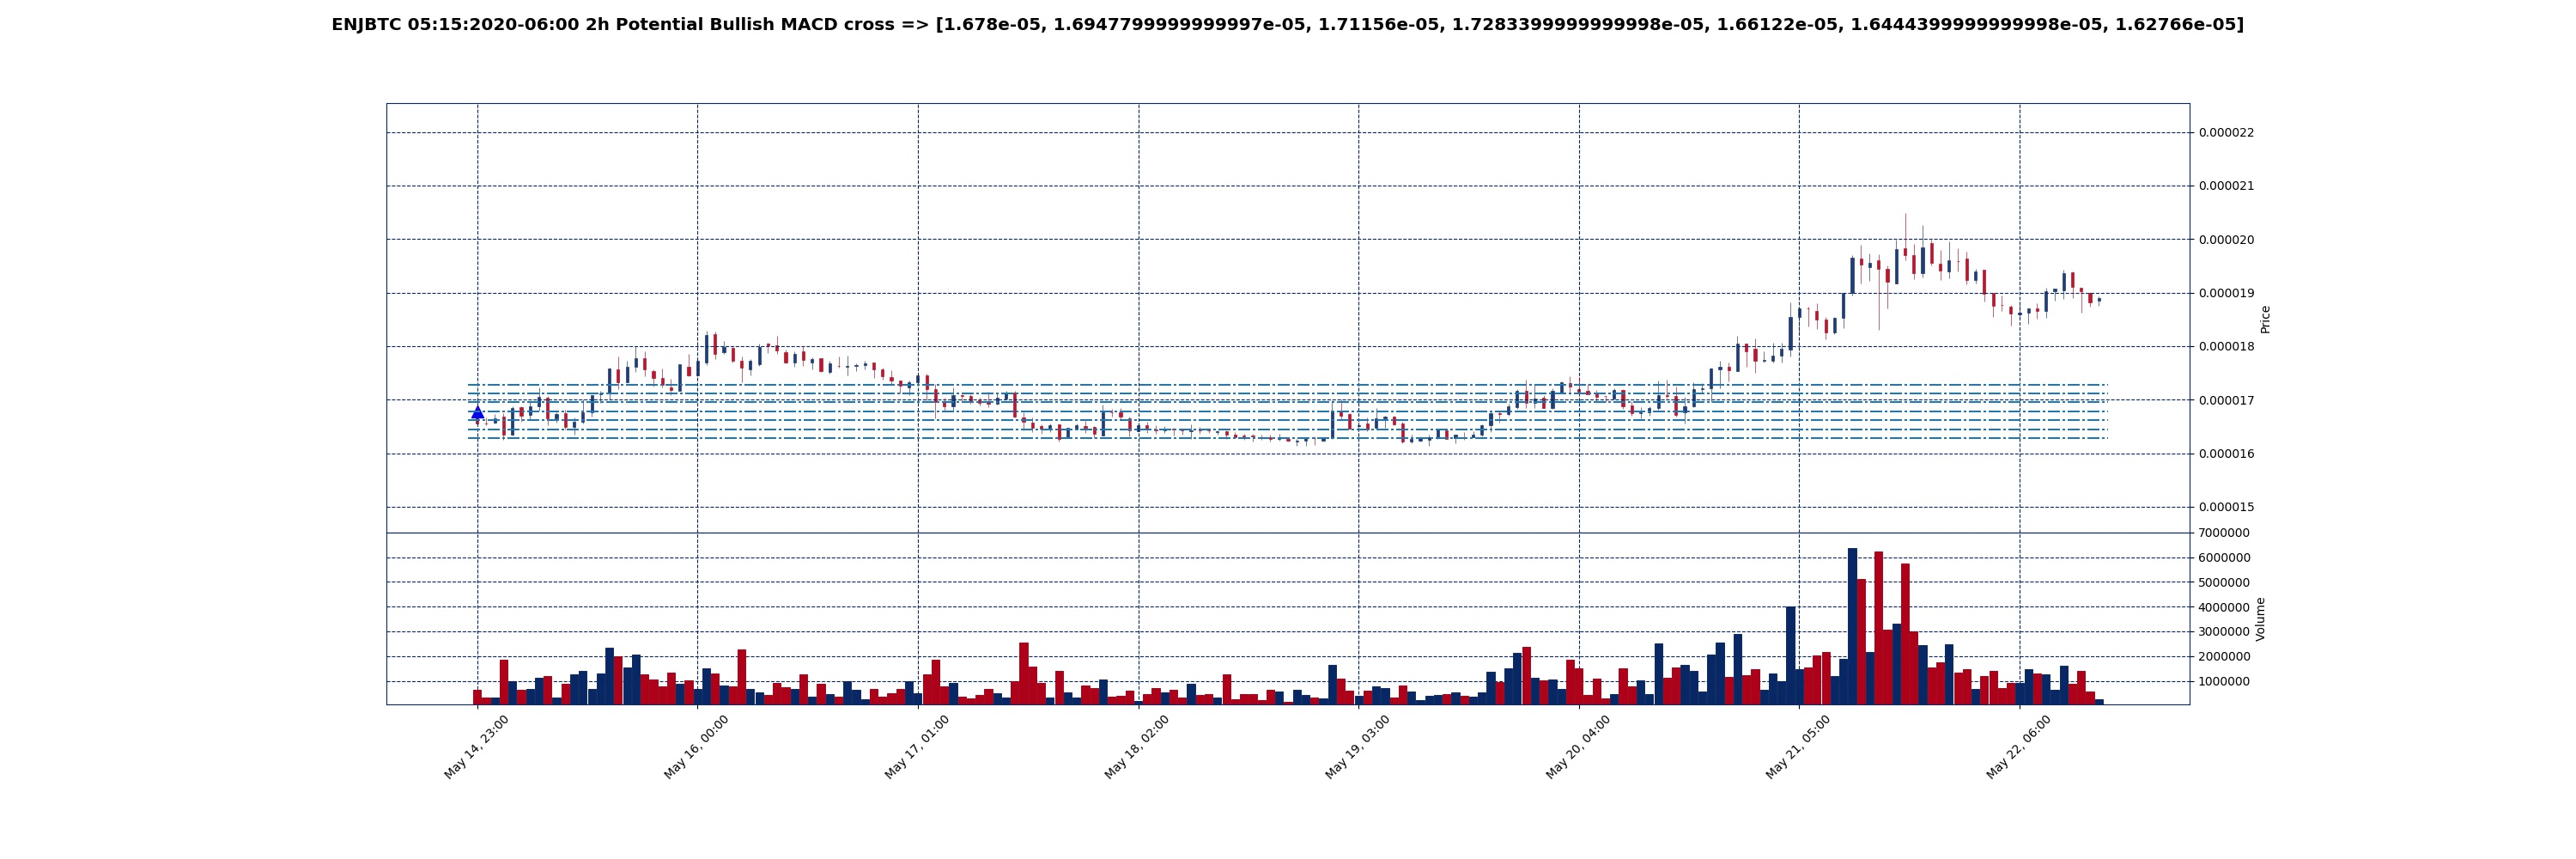 ENJBTC 05:15:2020-06:00 2h Potential Bullish MACD cross => [1.678e-05, 1.6947799999999997e-05, 1.71156e-05, 1.7283399999999998e-05, 1.66122e-05, 1.6444399999999998e-05, 1.62766e-05]
0.000022
0.000021
0.000020
0.000019
0.000018
0.000017
0.000016
0.000015
Price
7000000
6000000
5000000
4000000
3000000
2000000
1000000
Volume
May 14, 23:00
May 16, 00:00
May 17, 01:00
May 18, 02:00
May 19, 03:00
May 20, 04:00
May 21, 05:00
May 22, 06:00